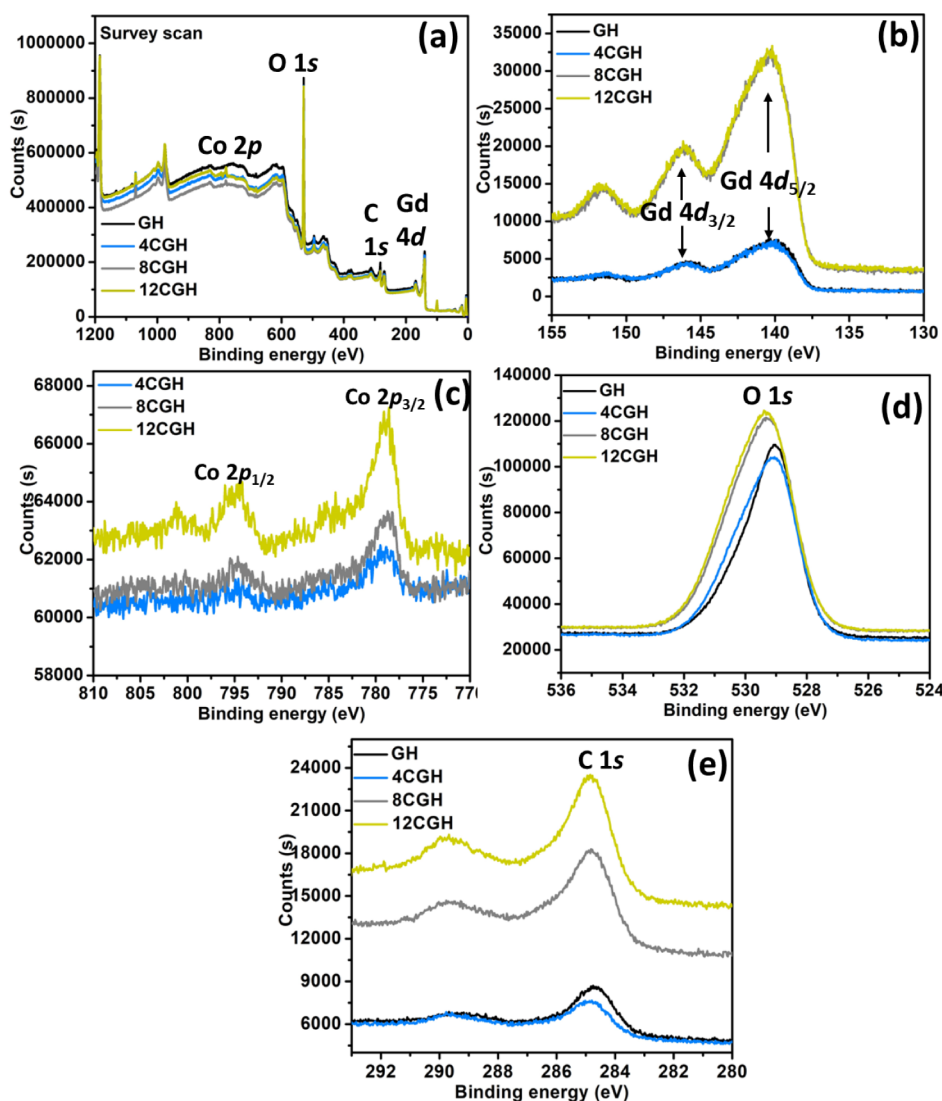 Survey scan
(a)
O 1s
Co 2p
C 1s
Gd 4d
GH
4CGH
8CGH
12CGH
Counts (s)
1000000
800000
600000
400000
200000
0
1200 1000 800 600 400 200 0
Binding energy (eV)
(b)
GH
4CGH
8CGH
12CGH
Gd 4d5/2
Gd 4d3/2
Counts (s)
35000
30000
25000
20000
15000
10000
5000
0
155 150 145 140 135 130
Binding energy (eV)
(c)
4CGH
8CGH
12CGH
Co 2p3/2
Co 2p1/2
Counts (s)
68000
66000
64000
62000
60000
58000
810 805 800 795 790 785 780 775 770
Binding energy (eV)
(d)
O 1s
GH
4CGH
8CGH
12CGH
Counts (s)
140000
120000
100000
80000
60000
40000
20000
536 534 532 530 528 526 524
Binding energy (eV)
(e)
C 1s
GH
4CGH
8CGH
12CGH
Counts (s)
24000
21000
18000
15000
12000
9000
6000
292 290 288 286 284 282 280
Binding energy (eV)